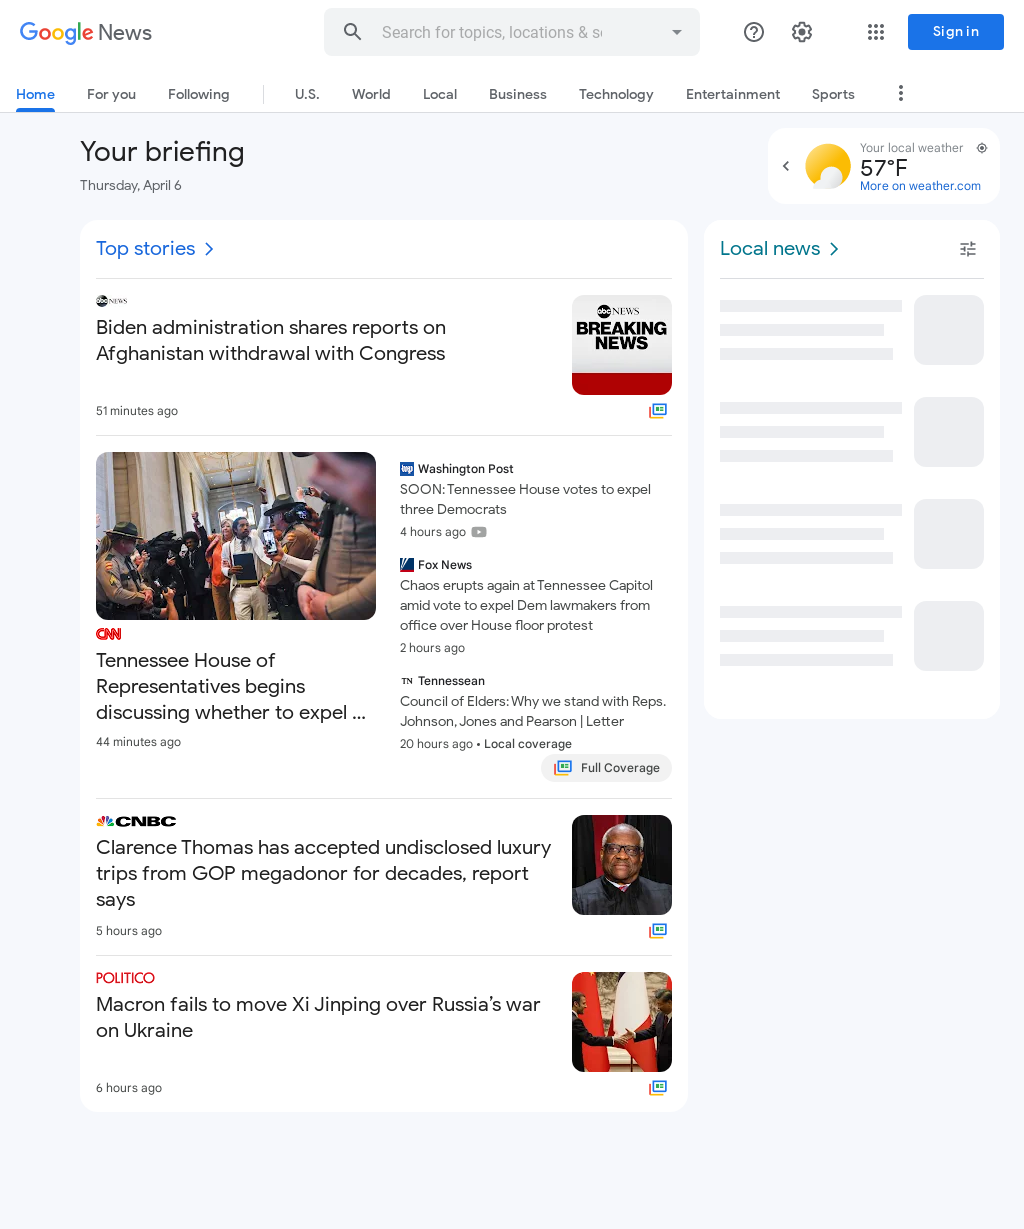 Google News
Search for topics, locations & so
Sign in
Home For you Following U.S. World Local Business Technology Entertainment Sports
Your briefing
Thursday, April 6
Your local weather
57°F
More on weather.com
Top stories
abc NEWS
Biden administration shares reports on
Afghanistan withdrawal with Congress
51 minutes ago
abc NEWS
BREAKING
NEWS
CNN
Tennessee House of
Representatives begins
discussing whether to expel ...
44 minutes ago
wp Washington Post
SOON: Tennessee House votes to expel
three Democrats
4 hours ago
Fox News
Chaos erupts again at Tennessee Capitol
amid vote to expel Dem lawmakers from
office over House floor protest
2 hours ago
TN Tennessean
Council of Elders: Why we stand with Reps.
Johnson, Jones and Pearson | Letter
20 hours ago • Local coverage
Full Coverage
CNBC
Clarence Thomas has accepted undisclosed luxury
trips from GOP megadonor for decades, report
says
5 hours ago
POLITICO
Macron fails to move Xi Jinping over Russia’s war
on Ukraine
6 hours ago
Local news